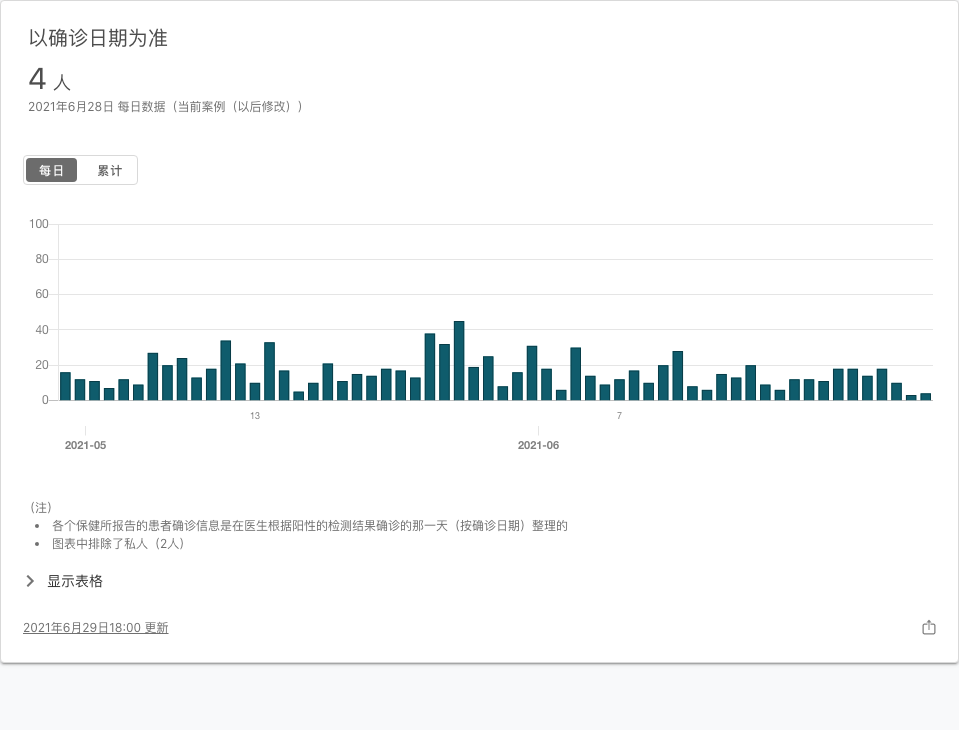 以确诊日期为准
4 人
2021年6月28日 每日数据（当前案例（以后修改））
每日 累计
100
80
60
40
20
0
13 7
2021-05 2021-06
（注）
• 各个保健所报告的患者确诊信息是在医生根据阳性的检测结果确诊的那一天（按确诊日期）整理的
• 图表中排除了私人（2人）
显示表格
2021年6月29日18:00 更新